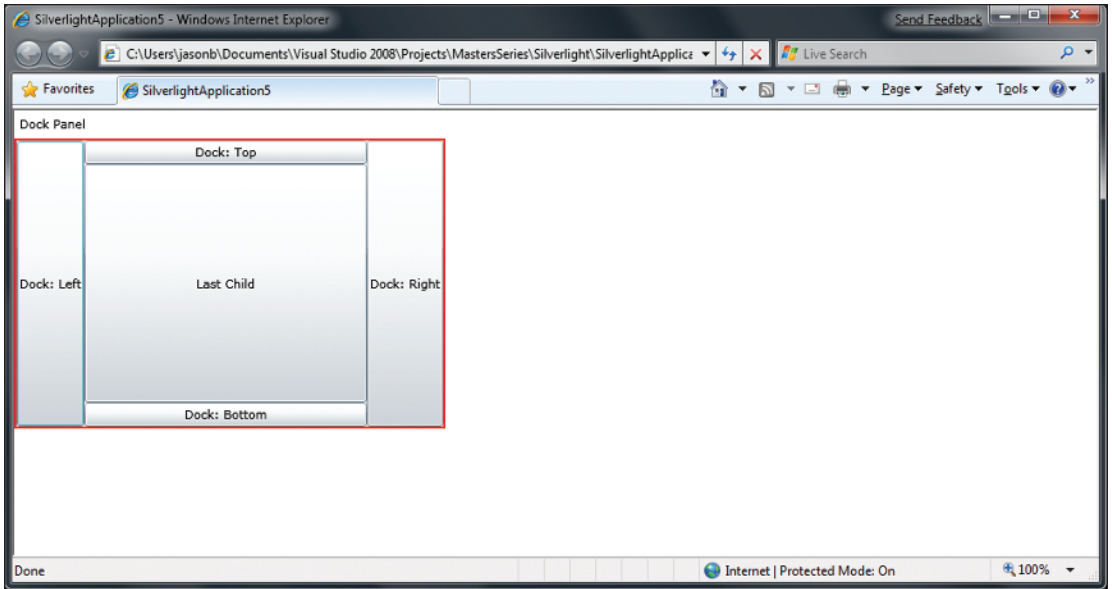 SilverlightApplication5 - Windows Internet Explorer
Send Feedback
C:\Users\jasonb\Documents\Visual Studio 2008\Projects\MastersSeries\Silverlight\SilverlightApplica
Live Search
Favorites
SilverlightApplication5
Page
Safety
Tools
Dock Panel
Dock: Top
Dock: Left
Last Child
Dock: Right
Dock: Bottom
Done
Internet | Protected Mode: On
100%